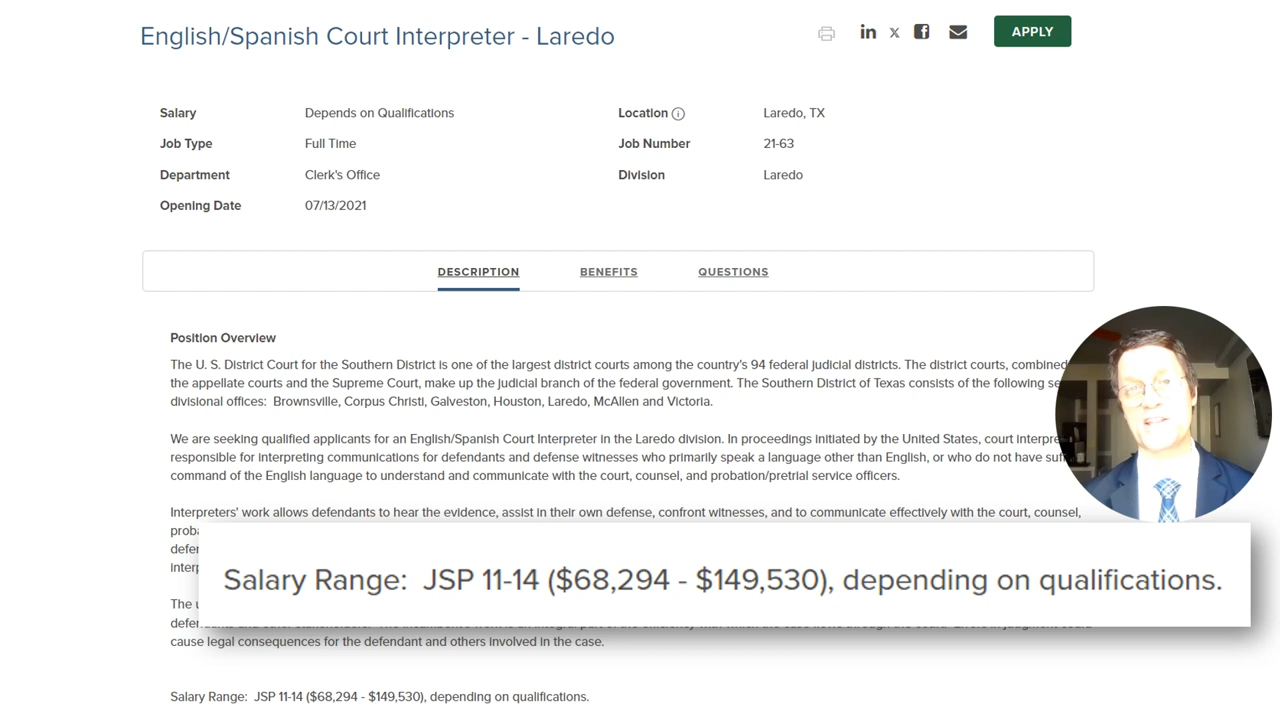 English/Spanish Court Interpreter - Laredo
in X f APPLY
Salary Depends on Qualifications Location i Laredo, TX
Job Type Full Time Job Number 21-63
Department Clerk's Office Division Laredo
Opening Date 07/13/2021
DESCRIPTION BENEFITS QUESTIONS
Position Overview
The U. S. District Court for the Southern District is one of the largest district courts among the country's 94 federal judicial districts. The district courts, combined
the appellate courts and the Supreme Court, make up the judicial branch of the federal government. The Southern District of Texas consists of the following
divisional offices: Brownsville, Corpus Christi, Galveston, Houston, Laredo, McAllen and Victoria.
We are seeking qualified applicants for an English/Spanish Court Interpreter in the Laredo division. In proceedings initiated by the United States, court
responsible for interpreting communications for defendants and defense witnesses who primarily speak a language other than English, or who do not have
command of the English language to understand and communicate with the court, counsel, and probation/pretrial service officers.
Interpreters' work allows defendants to hear the evidence, assist in their own defense, confront witnesses, and to communicate effectively with the court, counsel,
Salary Range: JSP 11-14 ($68,294 - $149,530), depending on qualifications.
cause legal consequences for the defendant and others involved in the case.
Salary Range: JSP 11-14 ($68,294 - $149,530), depending on qualifications.